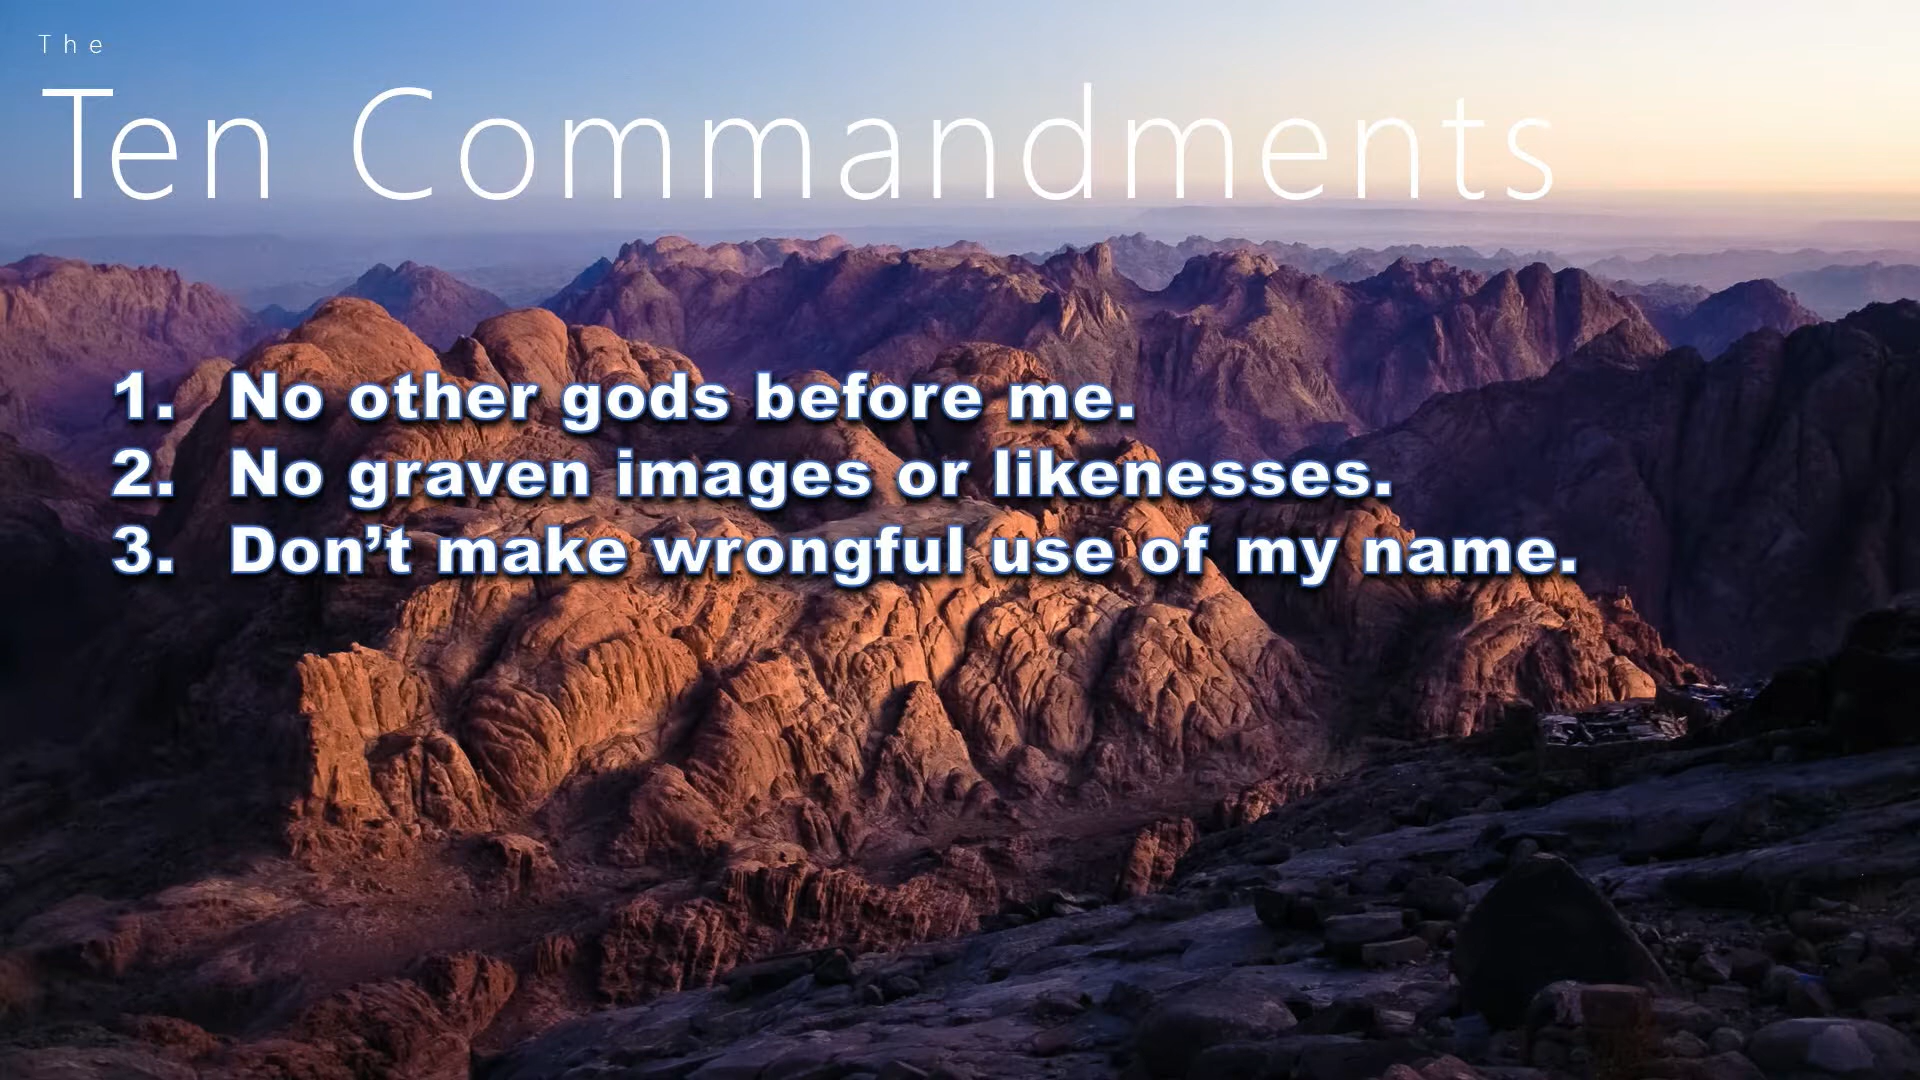 The
Ten Commandments
1. No other gods before me.
2. No graven images or likenesses.
3. Don’t make wrongful use of my name.